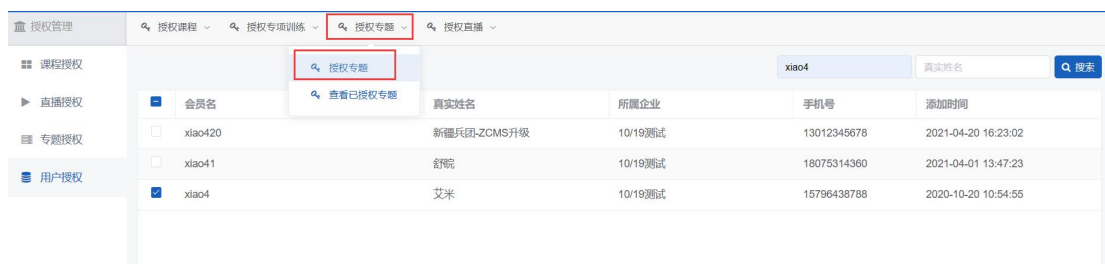 授权管理 授权课程 授权专项训练 授权专题 授权直播
课程授权 授权专题 xiao4 真实姓名 搜索
直播授权 会员名 查看已授权专题 真实姓名 所属企业 手机号 添加时间
xiao420 新疆兵团-ZCMS升级 10/19测试 13012345678 2021-04-20 16:23:02
专题授权
xiao41 舒皖 10/19测试 18075314360 2021-04-01 13:47:23
用户授权
xiao4 艾米 10/19测试 15796438788 2020-10-20 10:54:55